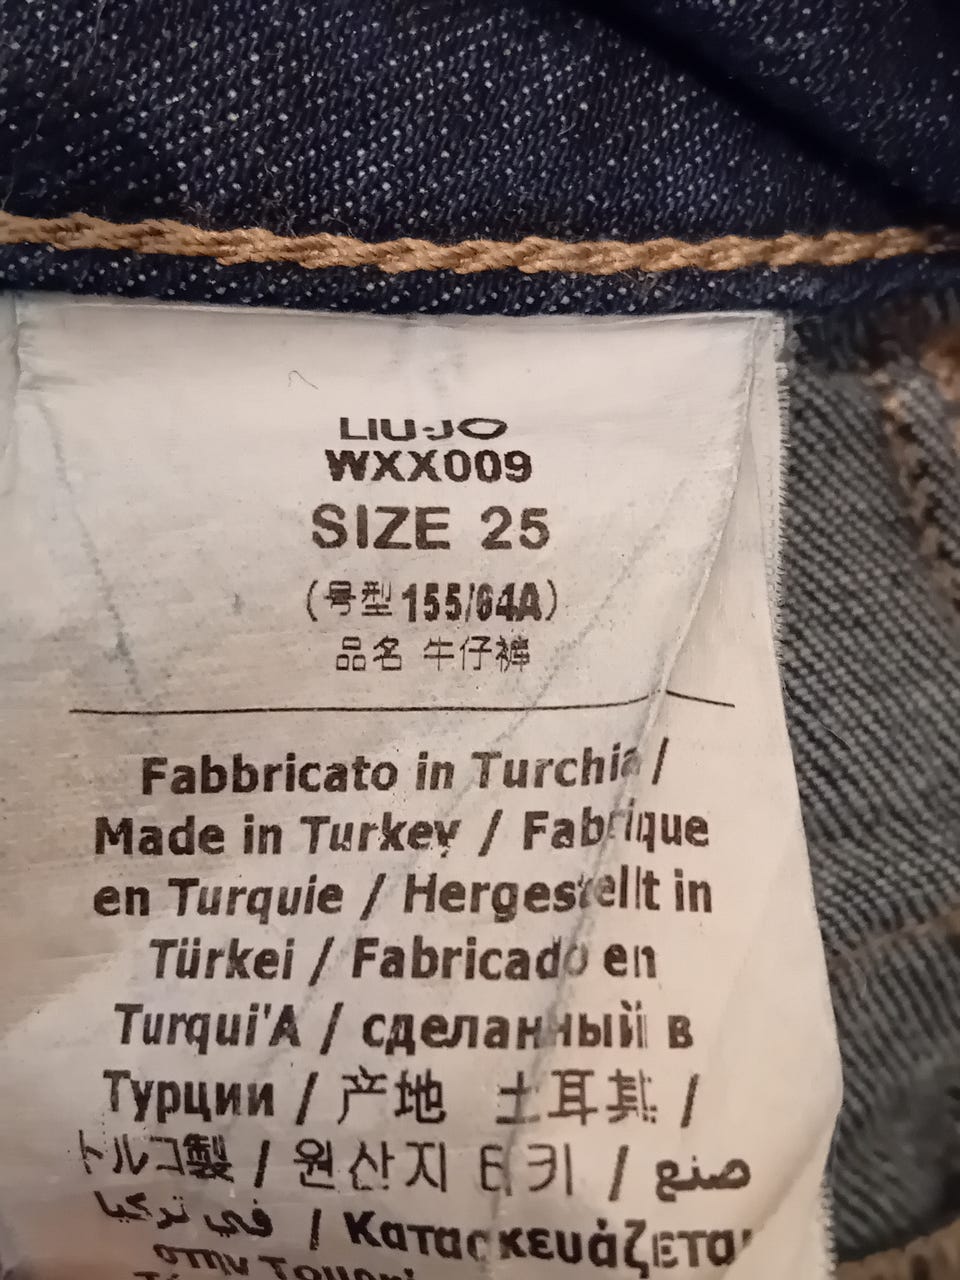 LIU·JO
WXX009
SIZE 25
(号型 155/64A)
品名 牛仔裤
Fabbricato in Turchia /
Made in Turkey / Fabrique
en Turquie / Hergestellt in
Türkei / Fabricado en
Turqui'A / сделанный в
Турции / 产地 土耳其 /
トルコ製 / 원산지 터키 / صنع
في تركيا / Κατασκευάζεται
στην